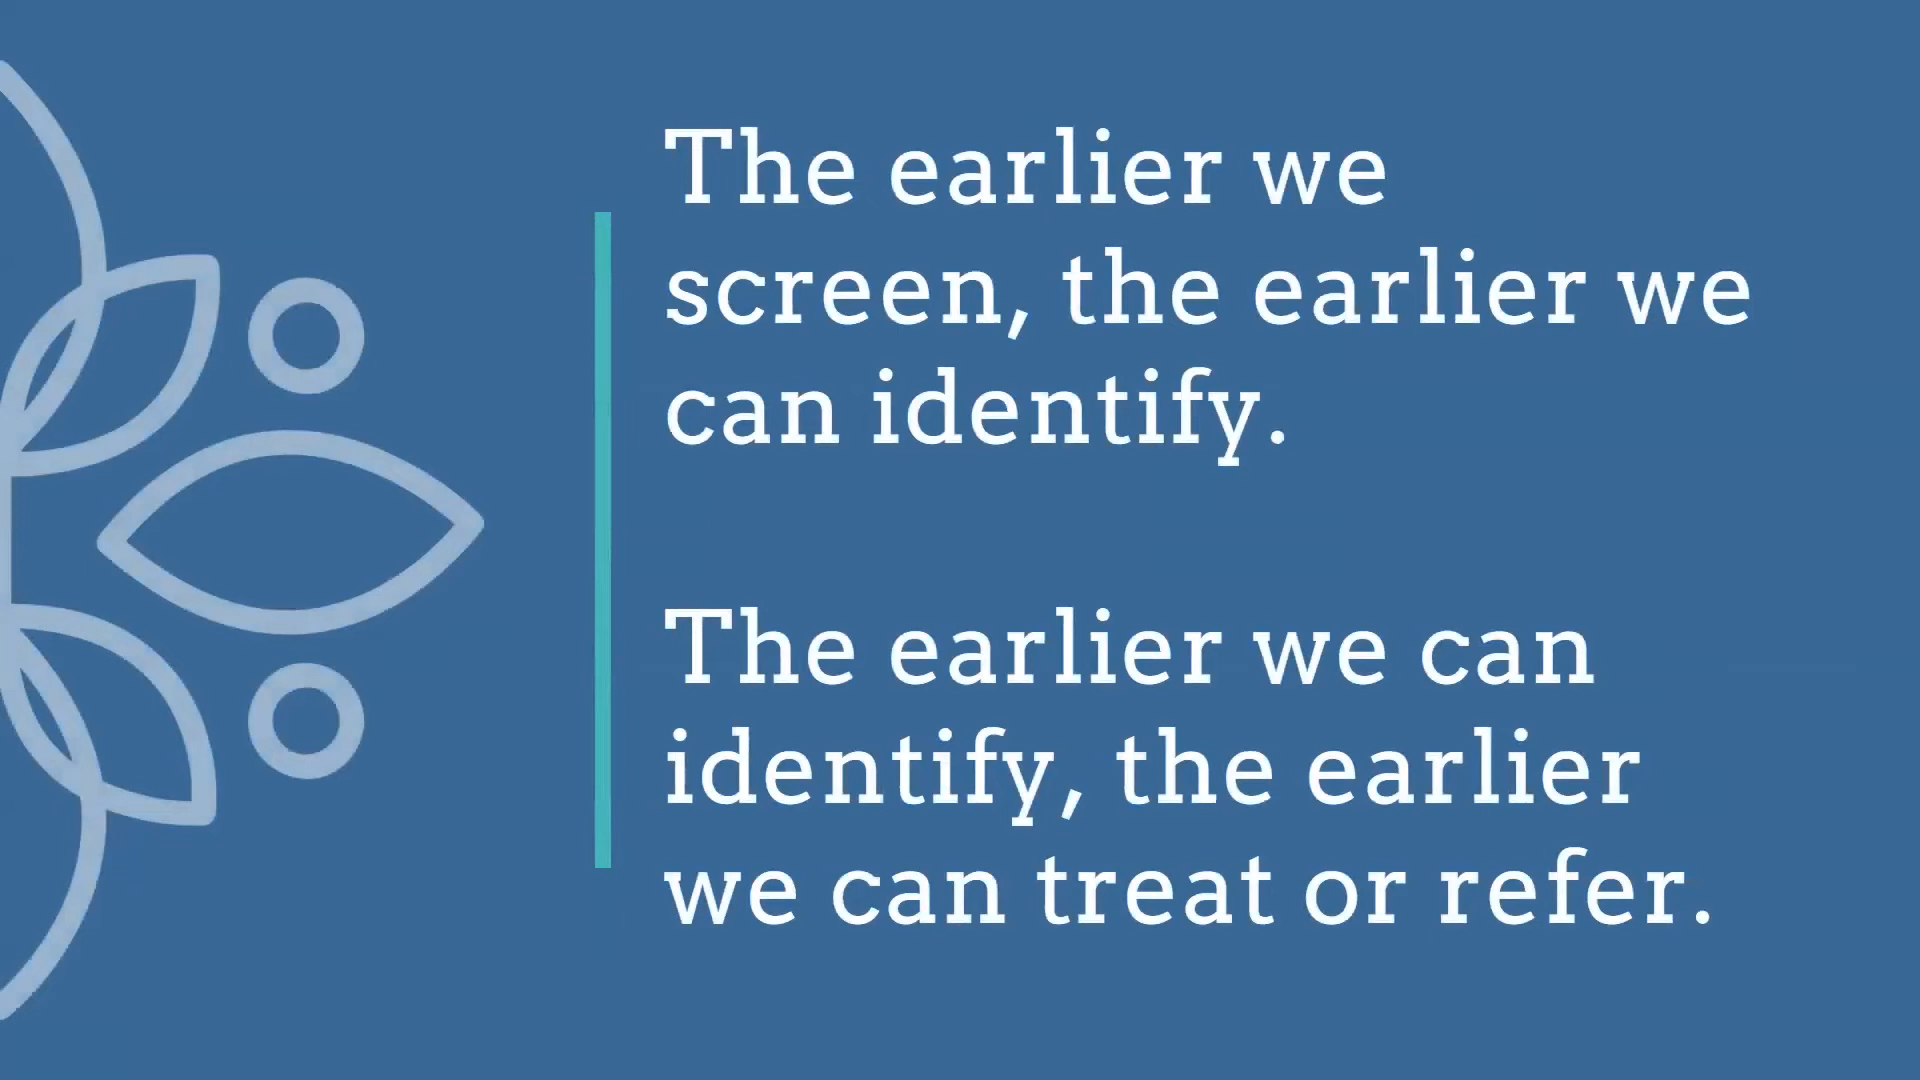 The earlier we
screen, the earlier we
can identify.
The earlier we can
identify, the earlier
we can treat or refer.